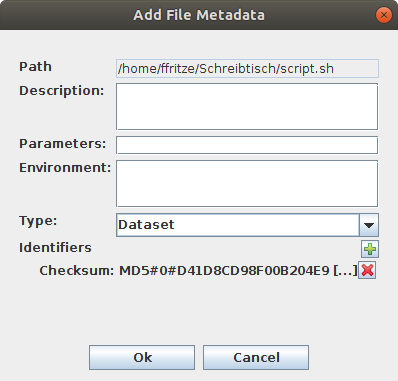 Add File Metadata
Path /home/ffritze/Schreibtisch/script.sh
Description:
Parameters:
Environment:
Type: Dataset
Identifiers
Checksum: MD5#0#D41D8CD98F00B204E9 [...]
Ok Cancel